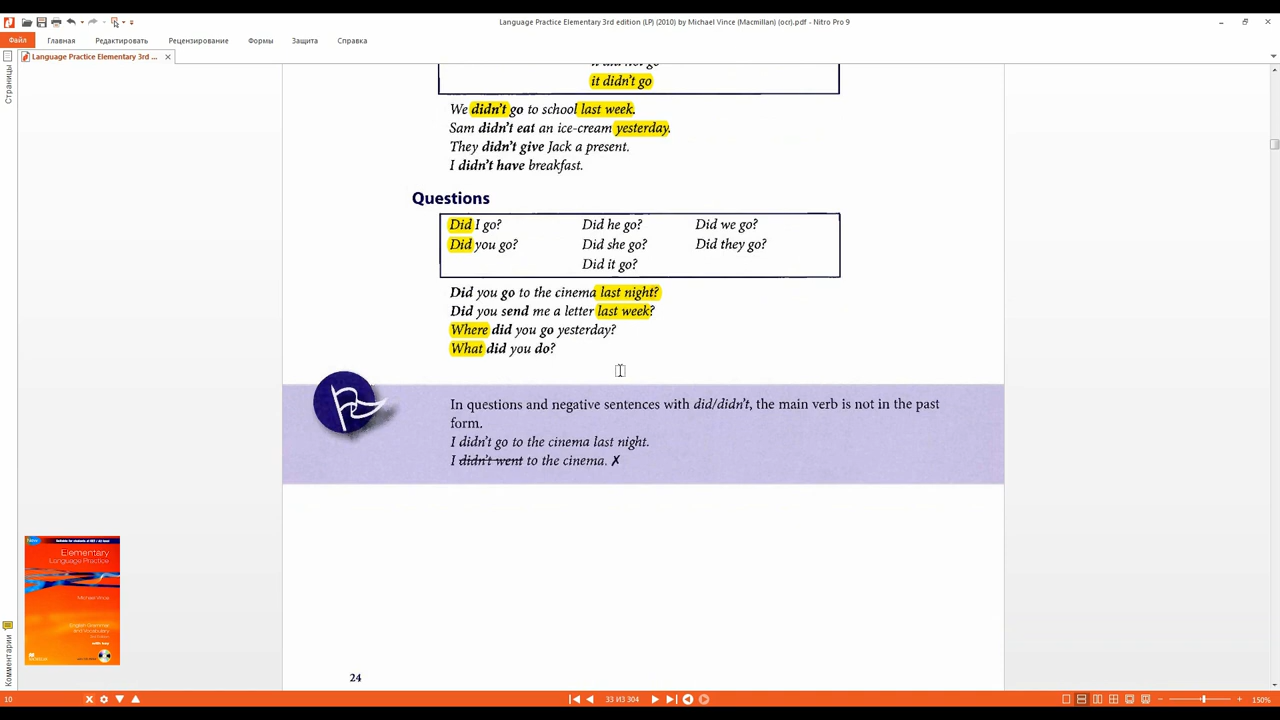 Language Practice Elementary 3rd edition (LP) (2010) by Michael Vince (Macmillan) (ocr).pdf - Nitro Pro 9
Файл
Главная
Редактировать
Рецензирование
Формы
Защита
Справка
Language Practice Elementary 3rd ...
Страницы
it didn't go
We didn't go to school last week.
Sam didn't eat an ice-cream yesterday.
They didn't give Jack a present.
I didn't have breakfast.
Questions
Did I go? Did he go? Did we go?
Did you go? Did she go? Did they go?
Did it go?
Did you go to the cinema last night?
Did you send me a letter last week?
Where did you go yesterday?
What did you do?
In questions and negative sentences with did/didn't, the main verb is not in the past
form.
I didn't go to the cinema last night.
I didn't went to the cinema. ✗
Elementary
Language Practice
Michael Vince
English Grammar
and Vocabulary
Комментарии
24
10
33 ИЗ 304
150%